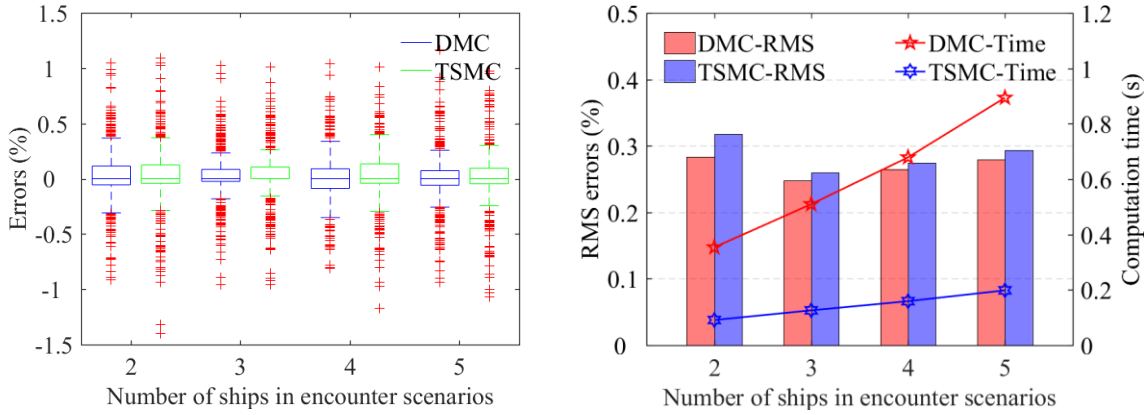 1.5
1
0.5
0
-0.5
-1
-1.5
Errors (%)
DMC
TSMC
2 3 4 5
Number of ships in encounter scenarios
0.5
0.4
0.3
0.2
0.1
0
RMS errors (%)
DMC-RMS
TSMC-RMS
DMC-Time
TSMC-Time
1.2
1
0.8
0.6
0.4
0.2
0
Computation time (s)
2 3 4 5
Number of ships in encounter scenarios